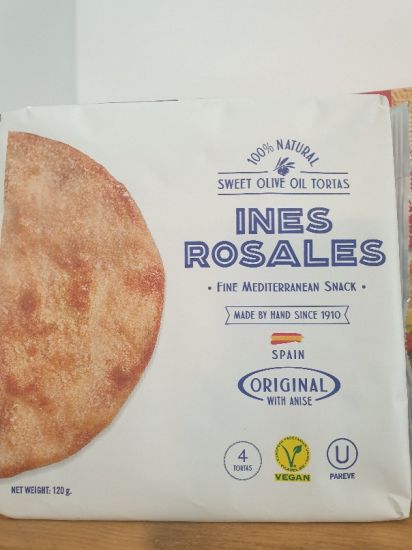 100% NATURAL
SWEET OLIVE OIL TORTAS
INES
ROSALES
• FINE MEDITERRANEAN SNACK •
MADE BY HAND SINCE 1910
SPAIN
ORIGINAL
WITH ANISE
4
TORTAS
VEGAN
U
PAREVE
NET WEIGHT: 120 g.